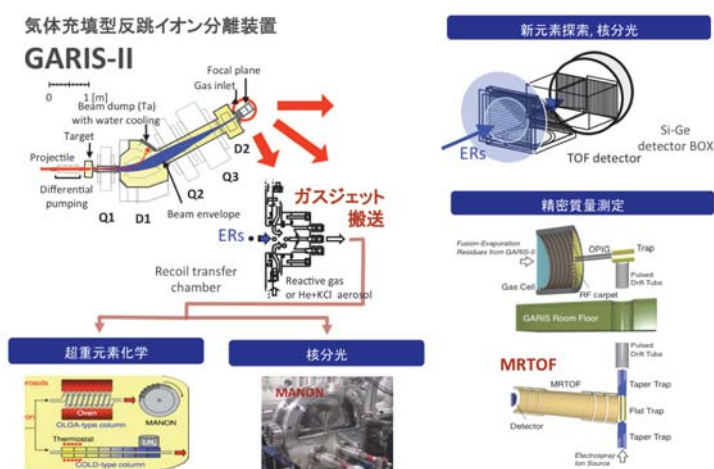 気体充填型反跳イオン分離装置
GARIS-II
0 1 [m]
Focal plane
Gas inlet
Beam dump (Ta)
with water cooling
Target
Projectile
Differential
pumping
Q1
D1
Q2
Q3
D2
Beam envelope
ガスジェット
搬送
ERs
Recoil transfer
chamber
Reactive gas
or He+KCl aerosol
新元素探索, 核分光
ERs
TOF detector
Si-Ge
detector BOX
精密質量測定
Fusion-Evaporation
Residues from GARIS-II
OPIG
Trap
Pulsed
Drift Tube
Gas Cell
RF carpet
GARIS Room Floor
Pulsed
Drift Tube
MRTOF
MRTOF
Taper Trap
Flat Trap
Detector
Taper Trap
Electrospray
Ion Source
超重元素化学
Oven
OLGA-type column
MANON
Thermostat
LN₂
COLD-type column
核分光
MANON